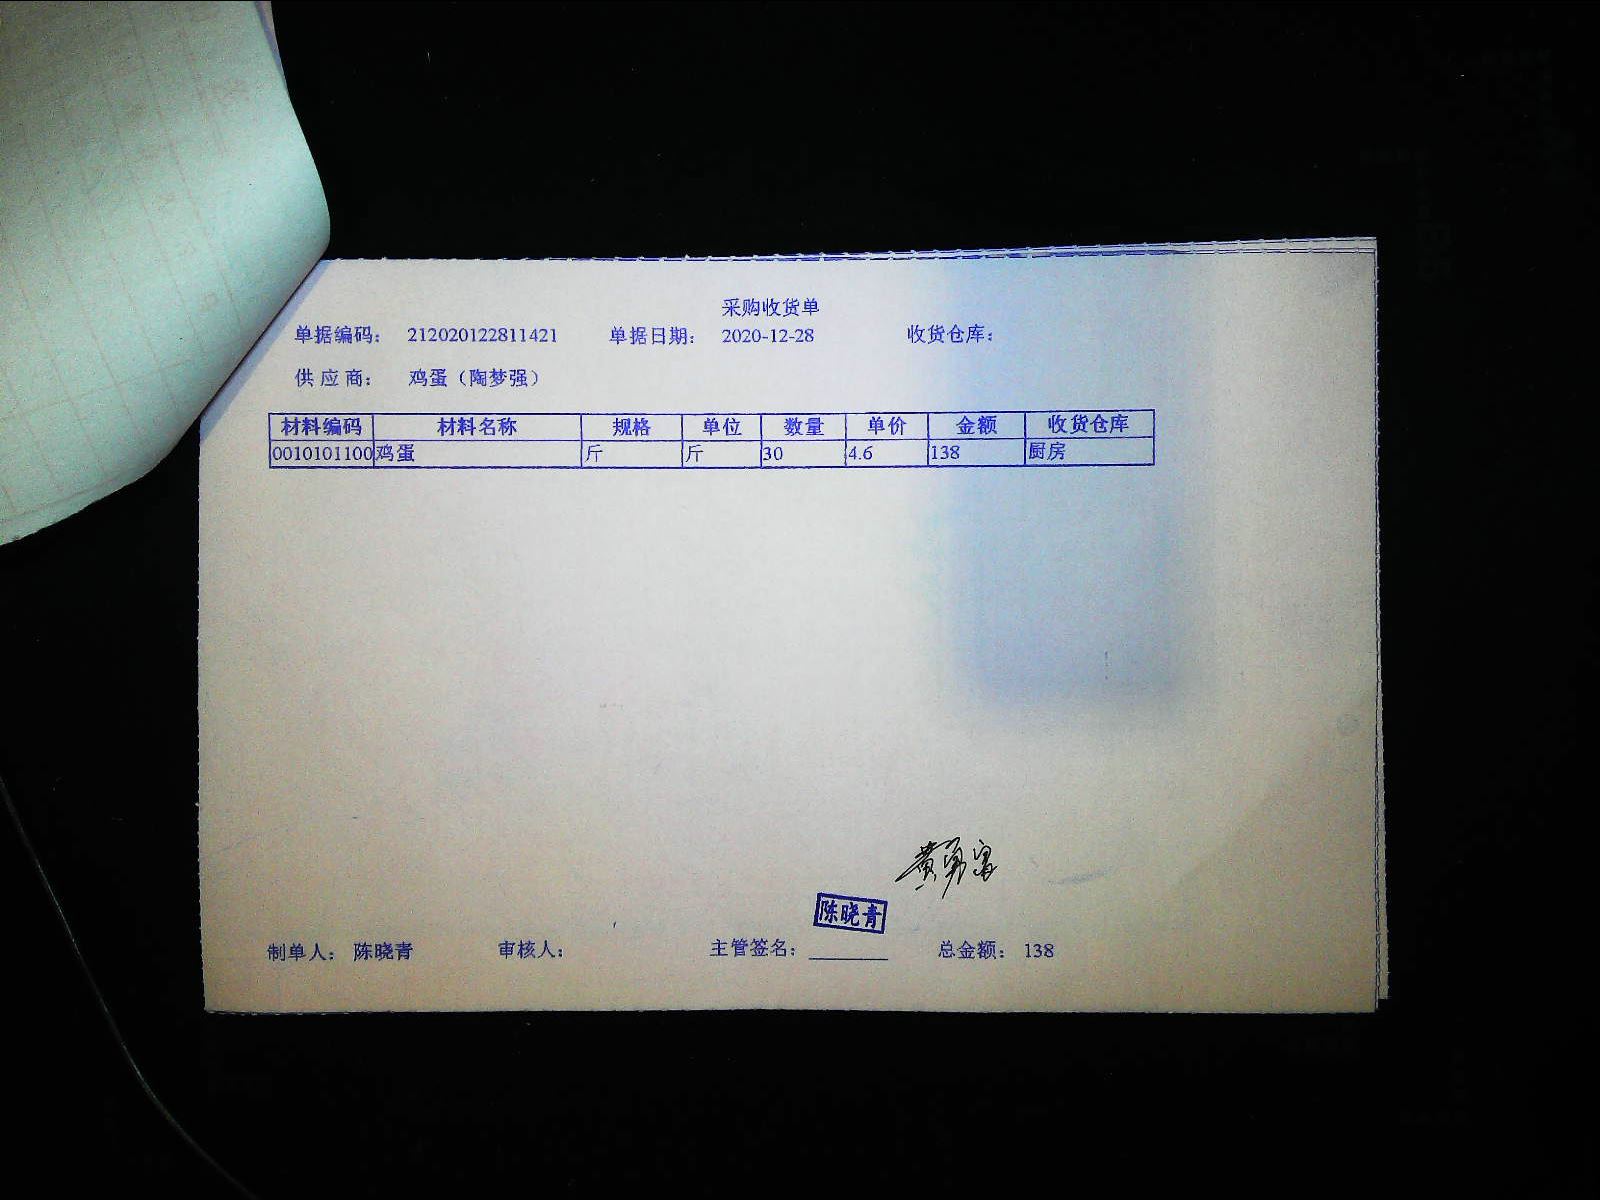 采购收货单
单据编码： 212020122811421 单据日期： 2020-12-28 收货仓库：
供应商： 鸡蛋（陶梦强）
材料编码 材料名称 规格 单位 数量 单价 金额 收货仓库
0010101100 鸡蛋 斤 斤 30 4.6 138 厨房
黄勇富
陈晓青
制单人： 陈晓青 审核人： 主管签名： 总金额： 138